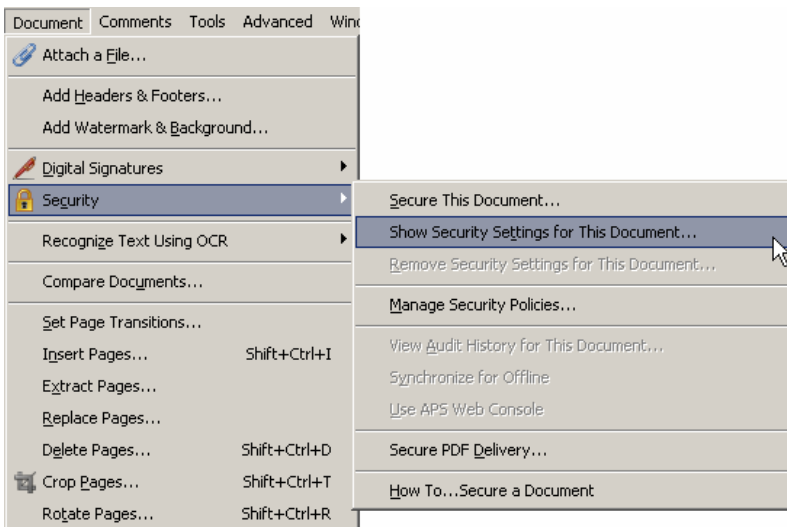 Document Comments Tools Advanced
Attach a File...
Add Headers & Footers...
Add Watermark & Background...
Digital Signatures
Security
Recognize Text Using OCR
Compare Documents...
Set Page Transitions...
Insert Pages... Shift+Ctrl+I
Extract Pages...
Replace Pages...
Delete Pages... Shift+Ctrl+D
Crop Pages... Shift+Ctrl+T
Rotate Pages... Shift+Ctrl+R
Secure This Document...
Show Security Settings for This Document...
Remove Security Settings for This Document...
Manage Security Policies...
View Audit History for This Document...
Synchronize for Offline
Use APS Web Console
Secure PDF Delivery...
How To...Secure a Document